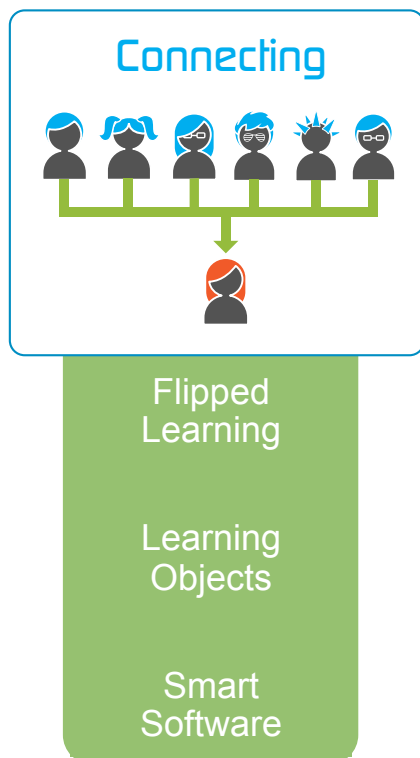 Connecting
Flipped
Learning
Learning
Objects
Smart
Software